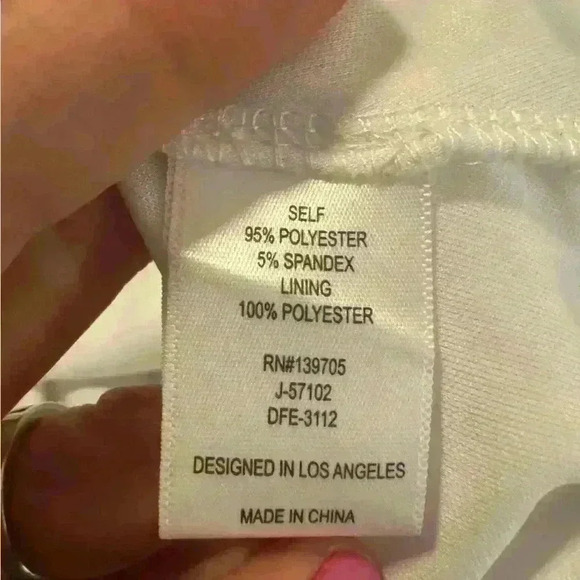 SELF
95% POLYESTER
5% SPANDEX
LINING
100% POLYESTER
RN#139705
J-57102
DFE-3112
DESIGNED IN LOS ANGELES
MADE IN CHINA